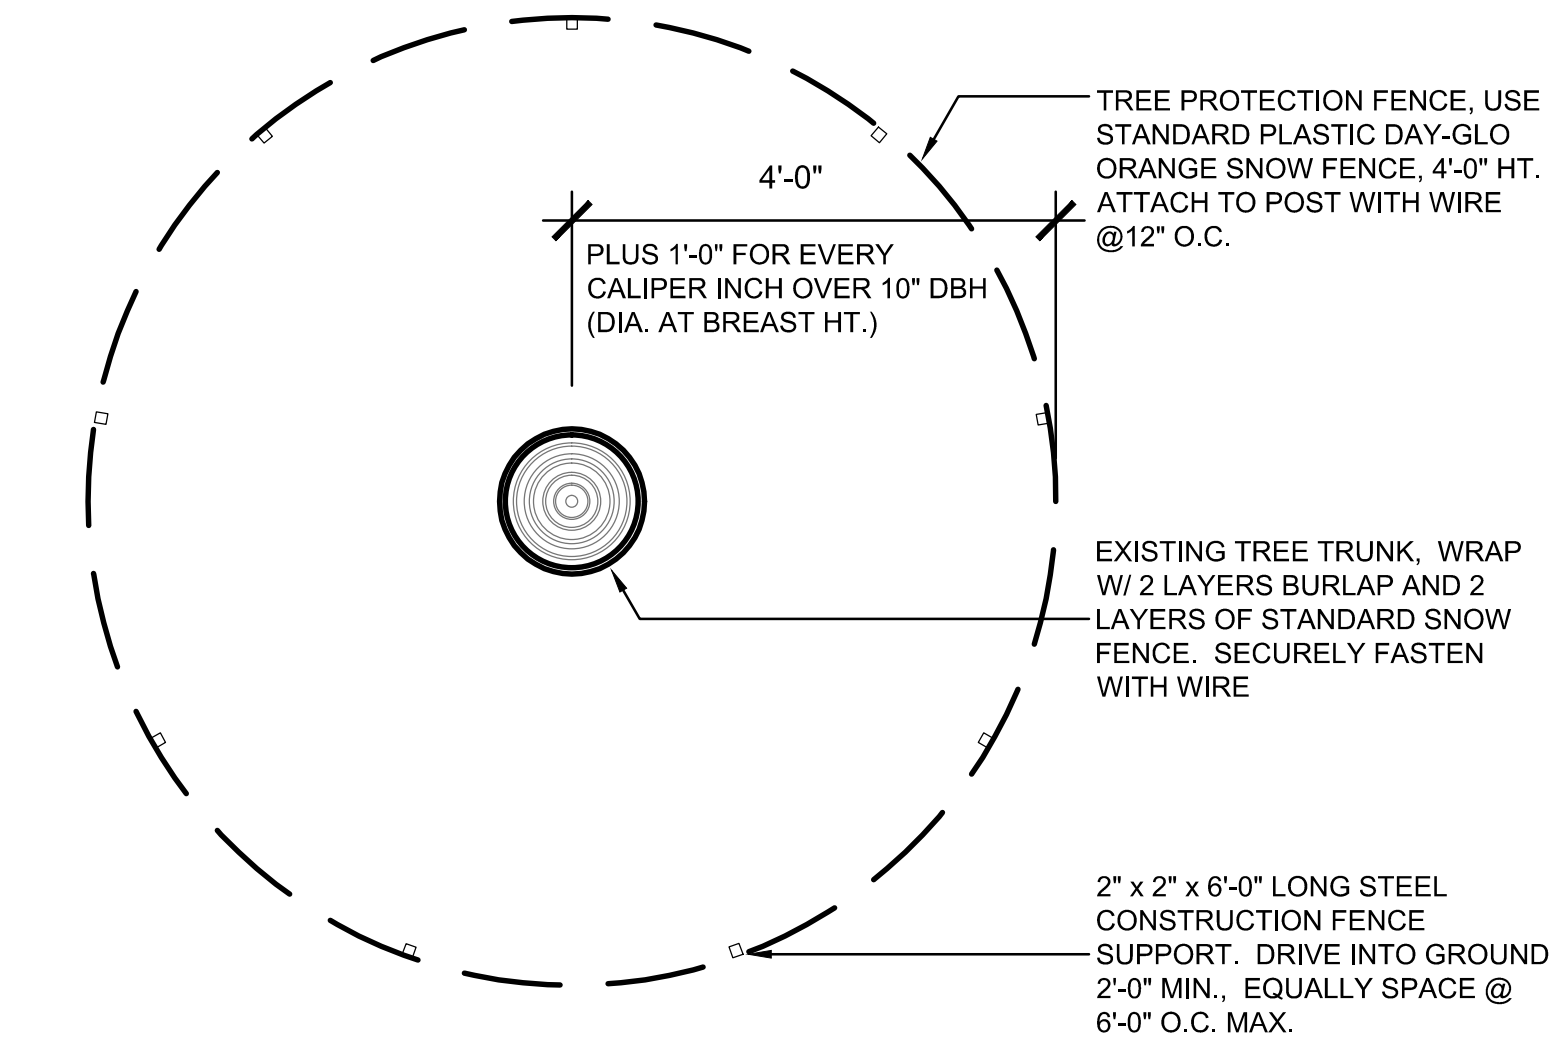 TREE PROTECTION FENCE, USE
STANDARD PLASTIC DAY-GLO
ORANGE SNOW FENCE, 4'-0" HT.
ATTACH TO POST WITH WIRE
@12" O.C.
4'-0"
PLUS 1'-0" FOR EVERY
CALIPER INCH OVER 10" DBH
(DIA. AT BREAST HT.)
EXISTING TREE TRUNK, WRAP
W/ 2 LAYERS BURLAP AND 2
LAYERS OF STANDARD SNOW
FENCE. SECURELY FASTEN
WITH WIRE
2" x 2" x 6'-0" LONG STEEL
CONSTRUCTION FENCE
SUPPORT. DRIVE INTO GROUND
2'-0" MIN., EQUALLY SPACE @
6'-0" O.C. MAX.